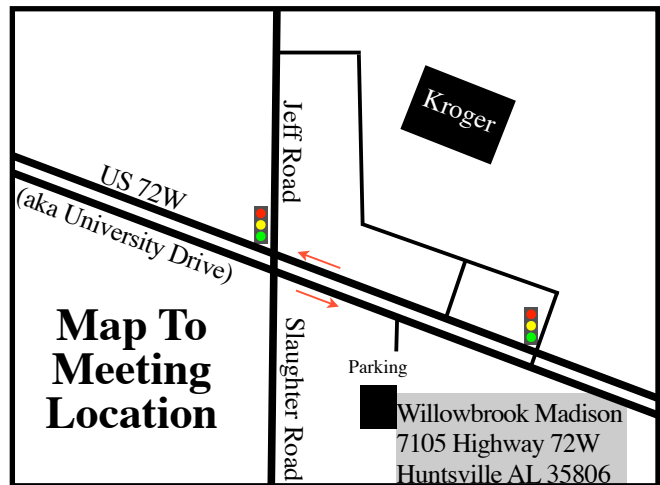 Kroger
Jeff Road
US 72W
(aka University Drive)
Map To
Meeting
Location
Slaughter Road
Parking
Willowbrook Madison
7105 Highway 72W
Huntsville AL 35806